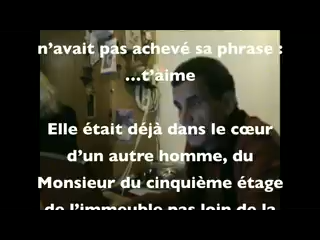 n'avait pas achevé sa phrase :
...t'aime
Elle était déjà dans le cœur
d'un autre homme, du
Monsieur du cinquième étage
de l'immeuble pas loin de la